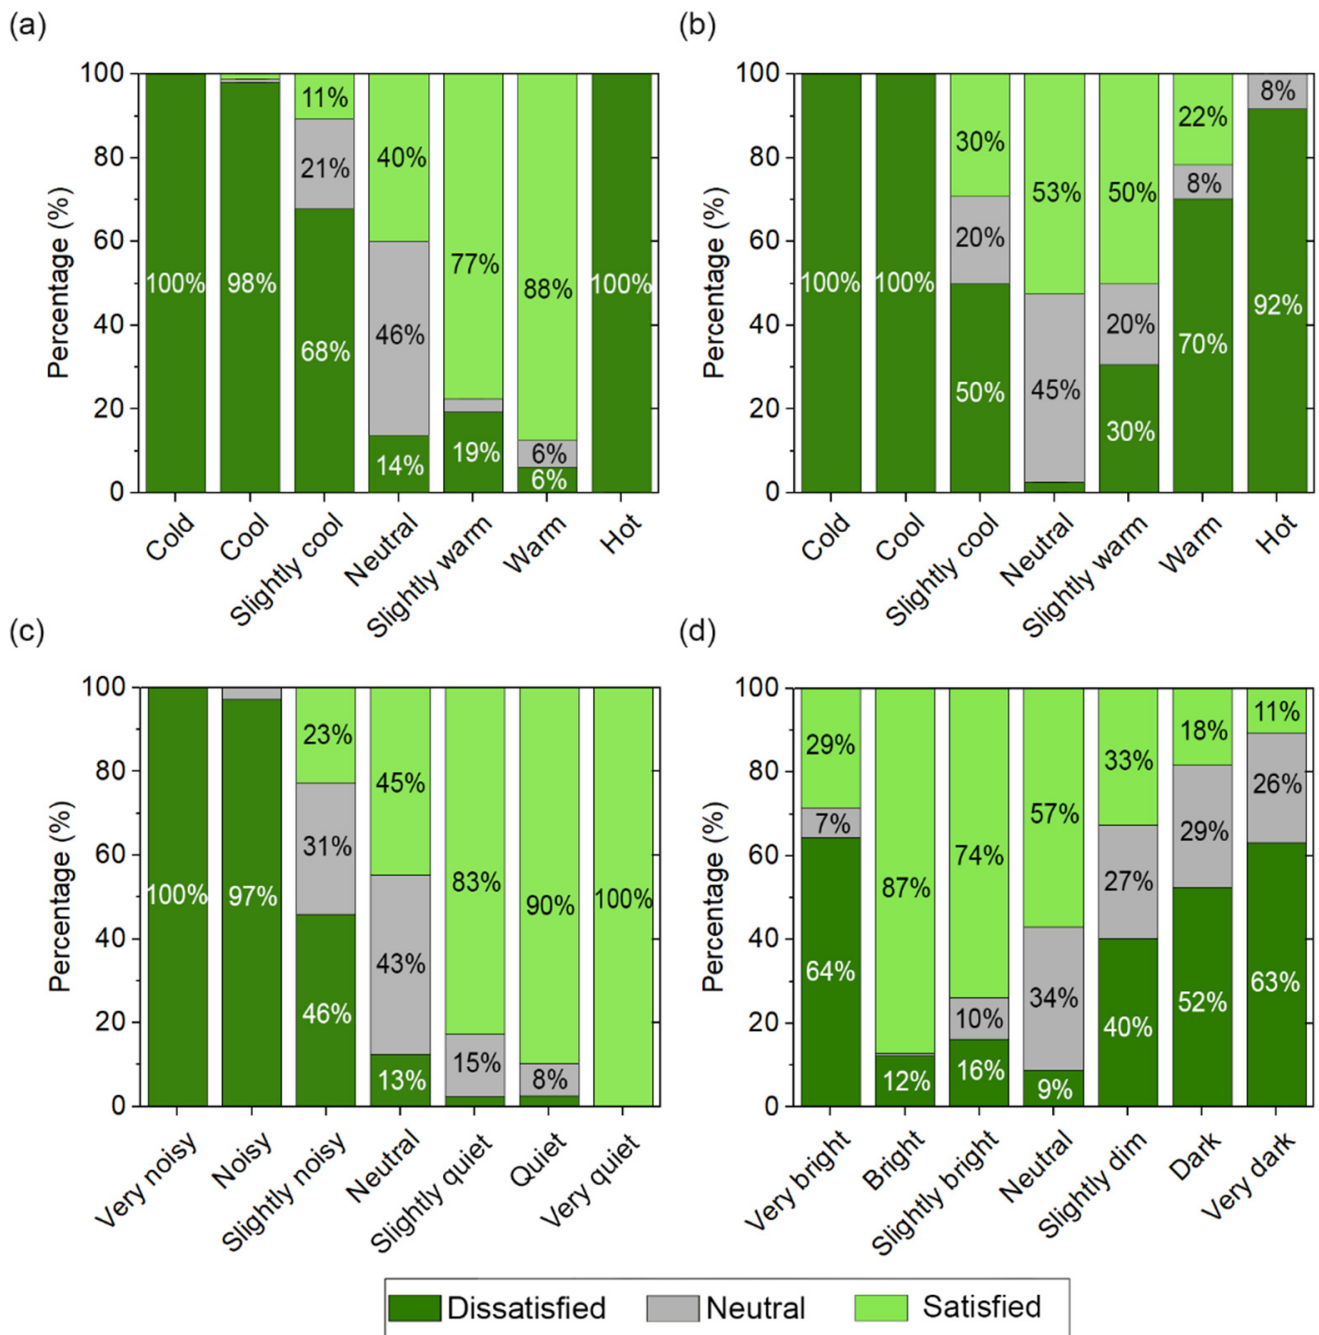 (a)
(b)
100
80
60
40
20
0
Percentage (%)
100%
98%
11%
21%
68%
40%
46%
14%
77%
19%
88%
6%
6%
100%
Cold
Cool
Slightly cool
Neutral
Slightly warm
Warm
Hot
100
80
60
40
20
0
Percentage (%)
100%
100%
30%
20%
50%
53%
45%
50%
20%
30%
22%
8%
70%
8%
92%
Cold
Cool
Slightly cool
Neutral
Slightly warm
Warm
Hot
(c)
(d)
100
80
60
40
20
0
Percentage (%)
100%
97%
23%
31%
46%
45%
43%
13%
83%
15%
90%
8%
100%
Very noisy
Noisy
Slightly noisy
Neutral
Slightly quiet
Quiet
Very quiet
100
80
60
40
20
0
Percentage (%)
29%
7%
64%
87%
12%
74%
10%
16%
57%
34%
9%
33%
27%
40%
18%
29%
52%
11%
26%
63%
Very bright
Bright
Slightly bright
Neutral
Slightly dim
Dark
Very dark
Dissatisfied
Neutral
Satisfied